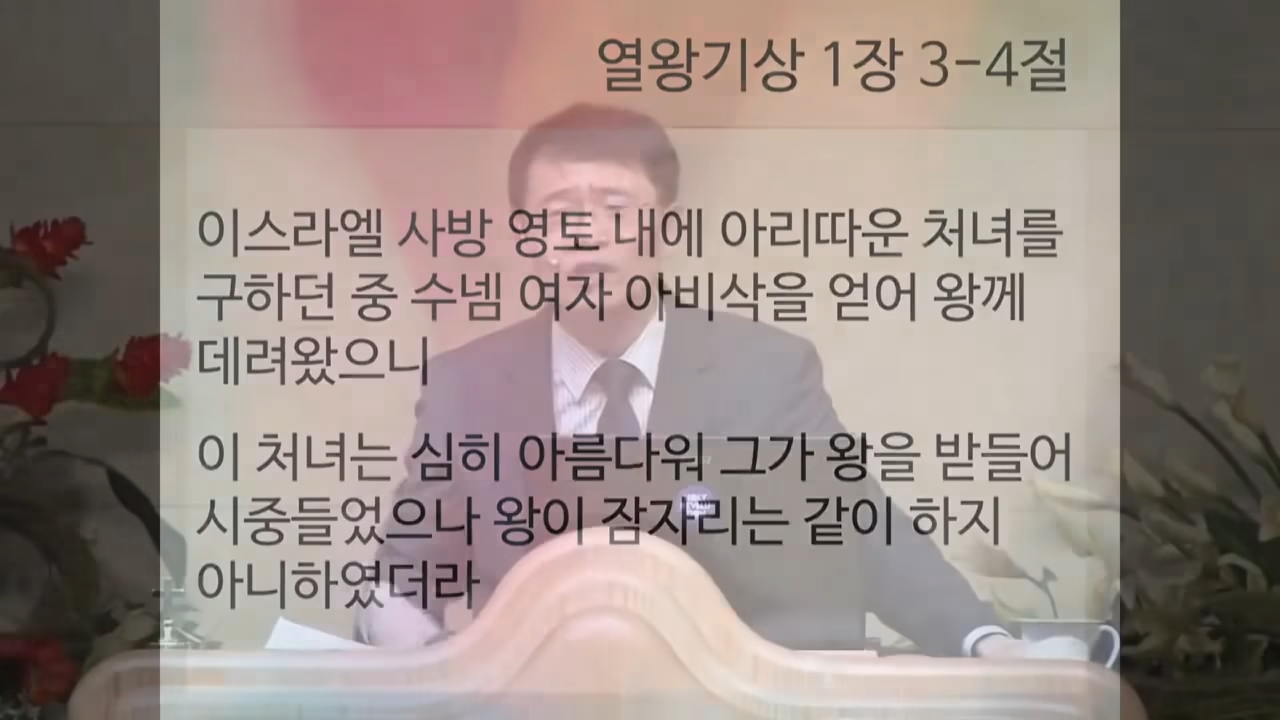 열왕기상 1장 3-4절
이스라엘 사방 영토 내에 아리따운 처녀를
구하던 중 수넴 여자 아비삭을 얻어 왕께
데려왔으니
이 처녀는 심히 아름다워 그가 왕을 받들어
시중들었으나 왕이 잠자리는 같이 하지
아니하였더라